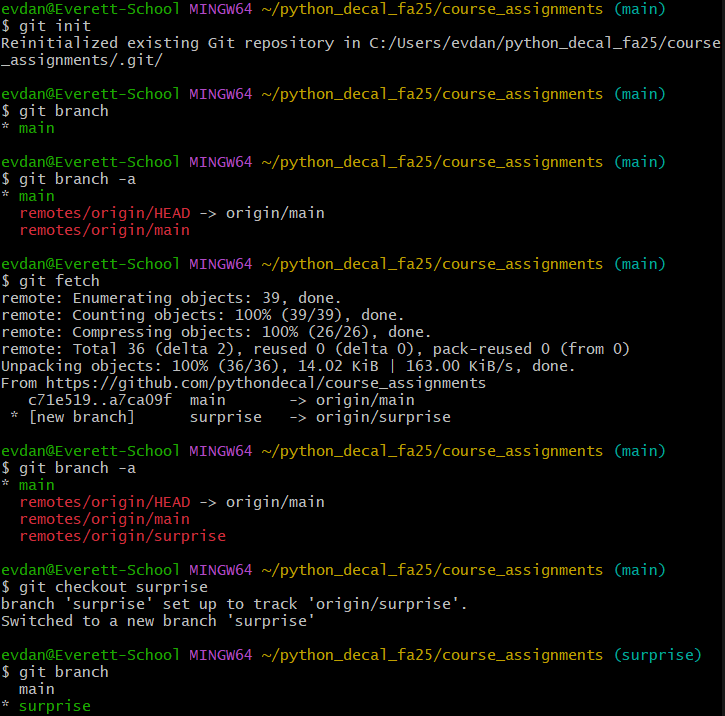 evdan@Everett-School MINGW64 ~/python_decal_fa25/course_assignments (main)
$ git init
Reinitialized existing Git repository in C:/Users/evdan/python_decal_fa25/course
_assignments/.git/
evdan@Everett-School MINGW64 ~/python_decal_fa25/course_assignments (main)
$ git branch
* main
evdan@Everett-School MINGW64 ~/python_decal_fa25/course_assignments (main)
$ git branch -a
* main
  remotes/origin/HEAD -> origin/main
  remotes/origin/main
evdan@Everett-School MINGW64 ~/python_decal_fa25/course_assignments (main)
$ git fetch
remote: Enumerating objects: 39, done.
remote: Counting objects: 100% (39/39), done.
remote: Compressing objects: 100% (26/26), done.
remote: Total 36 (delta 2), reused 0 (delta 0), pack-reused 0 (from 0)
Unpacking objects: 100% (36/36), 14.02 KiB | 163.00 KiB/s, done.
From https://github.com/pythondecal/course_assignments
   c71e519..a7ca09f  main       -> origin/main
 * [new branch]      surprise   -> origin/surprise
evdan@Everett-School MINGW64 ~/python_decal_fa25/course_assignments (main)
$ git branch -a
* main
  remotes/origin/HEAD -> origin/main
  remotes/origin/main
  remotes/origin/surprise
evdan@Everett-School MINGW64 ~/python_decal_fa25/course_assignments (main)
$ git checkout surprise
branch 'surprise' set up to track 'origin/surprise'.
Switched to a new branch 'surprise'
evdan@Everett-School MINGW64 ~/python_decal_fa25/course_assignments (surprise)
$ git branch
  main
* surprise